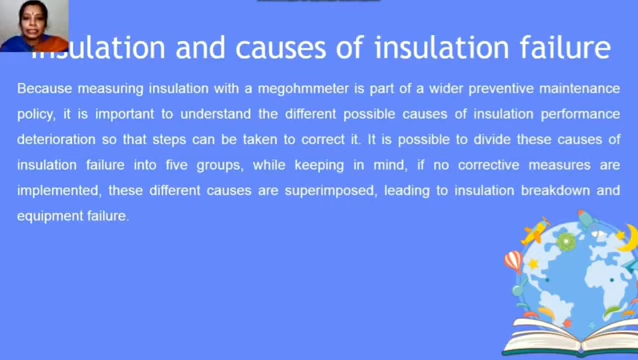 Insulation and causes of insulation failure
Because measuring insulation with a megohmmeter is part of a wider preventive maintenance
policy, it is important to understand the different possible causes of insulation performance
deterioration so that steps can be taken to correct it. It is possible to divide these causes of
insulation failure into five groups, while keeping in mind, if no corrective measures are
implemented, these different causes are superimposed, leading to insulation breakdown and
equipment failure.